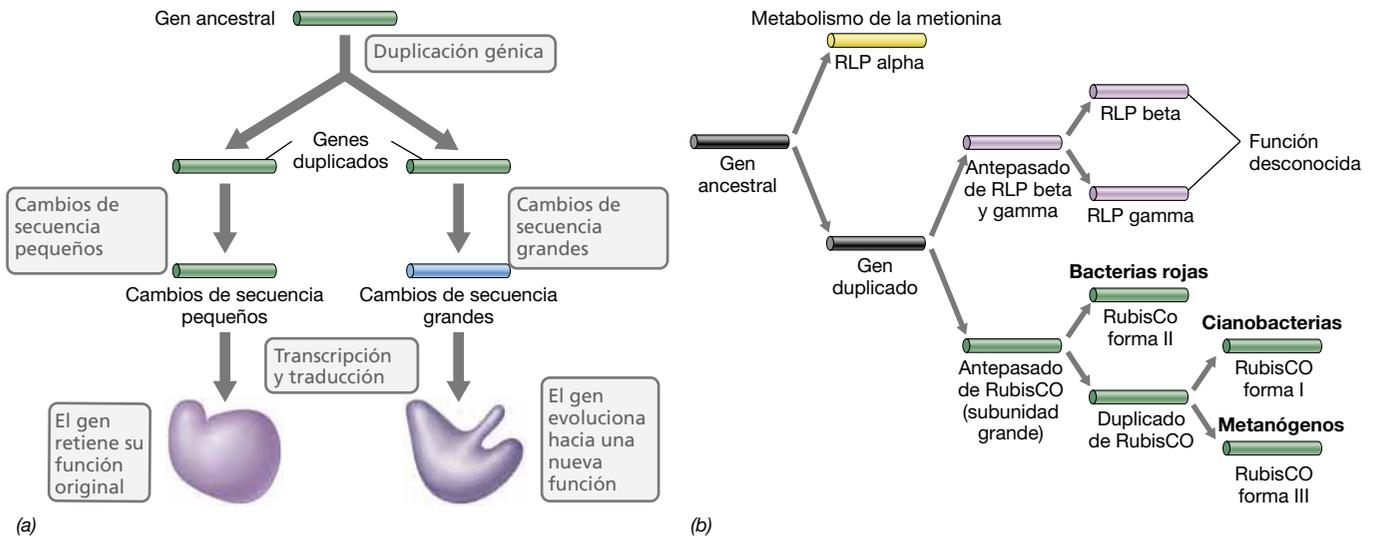 Gen ancestral
Duplicación génica
Genes
duplicados
Cambios de
secuencia
pequeños
Cambios de
secuencia
grandes
Cambios de secuencia
pequeños
Cambios de secuencia
grandes
Transcripción
y traducción
El gen
retiene su
función
original
El gen
evoluciona
hacia una
nueva
función
(a)
Metabolismo de la metionina
RLP alpha
Gen
ancestral
Gen
duplicado
Antepasado
de RLP beta
y gamma
RLP beta
RLP gamma
Función
desconocida
Antepasado
de RubisCO
(subunidad
grande)
Bacterias rojas
RubisCo
forma II
Duplicado
de RubisCO
Cianobacterias
RubisCO
forma I
Metanógenos
RubisCO
forma III
(b)